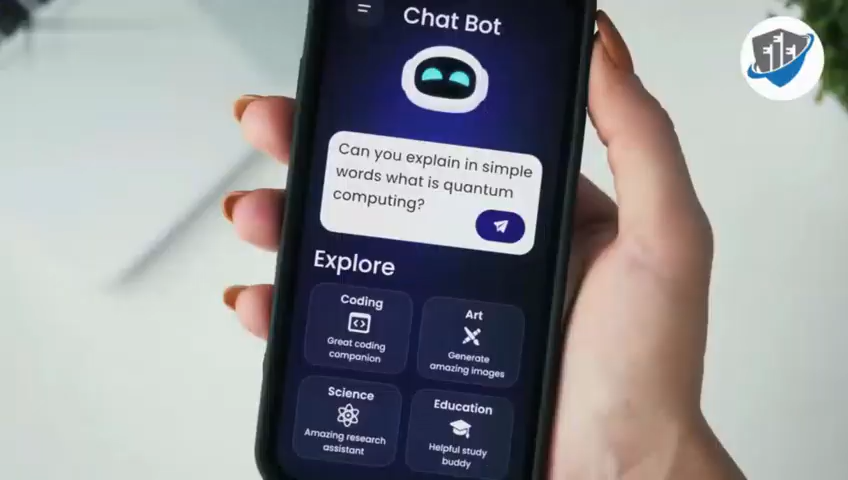 Chat Bot
Can you explain in simple
words what is quantum
computing?
Explore
Coding
Great coding
companion
Art
Generate
amazing images
Science
Amazing research
assistant
Education
Helpful study
buddy